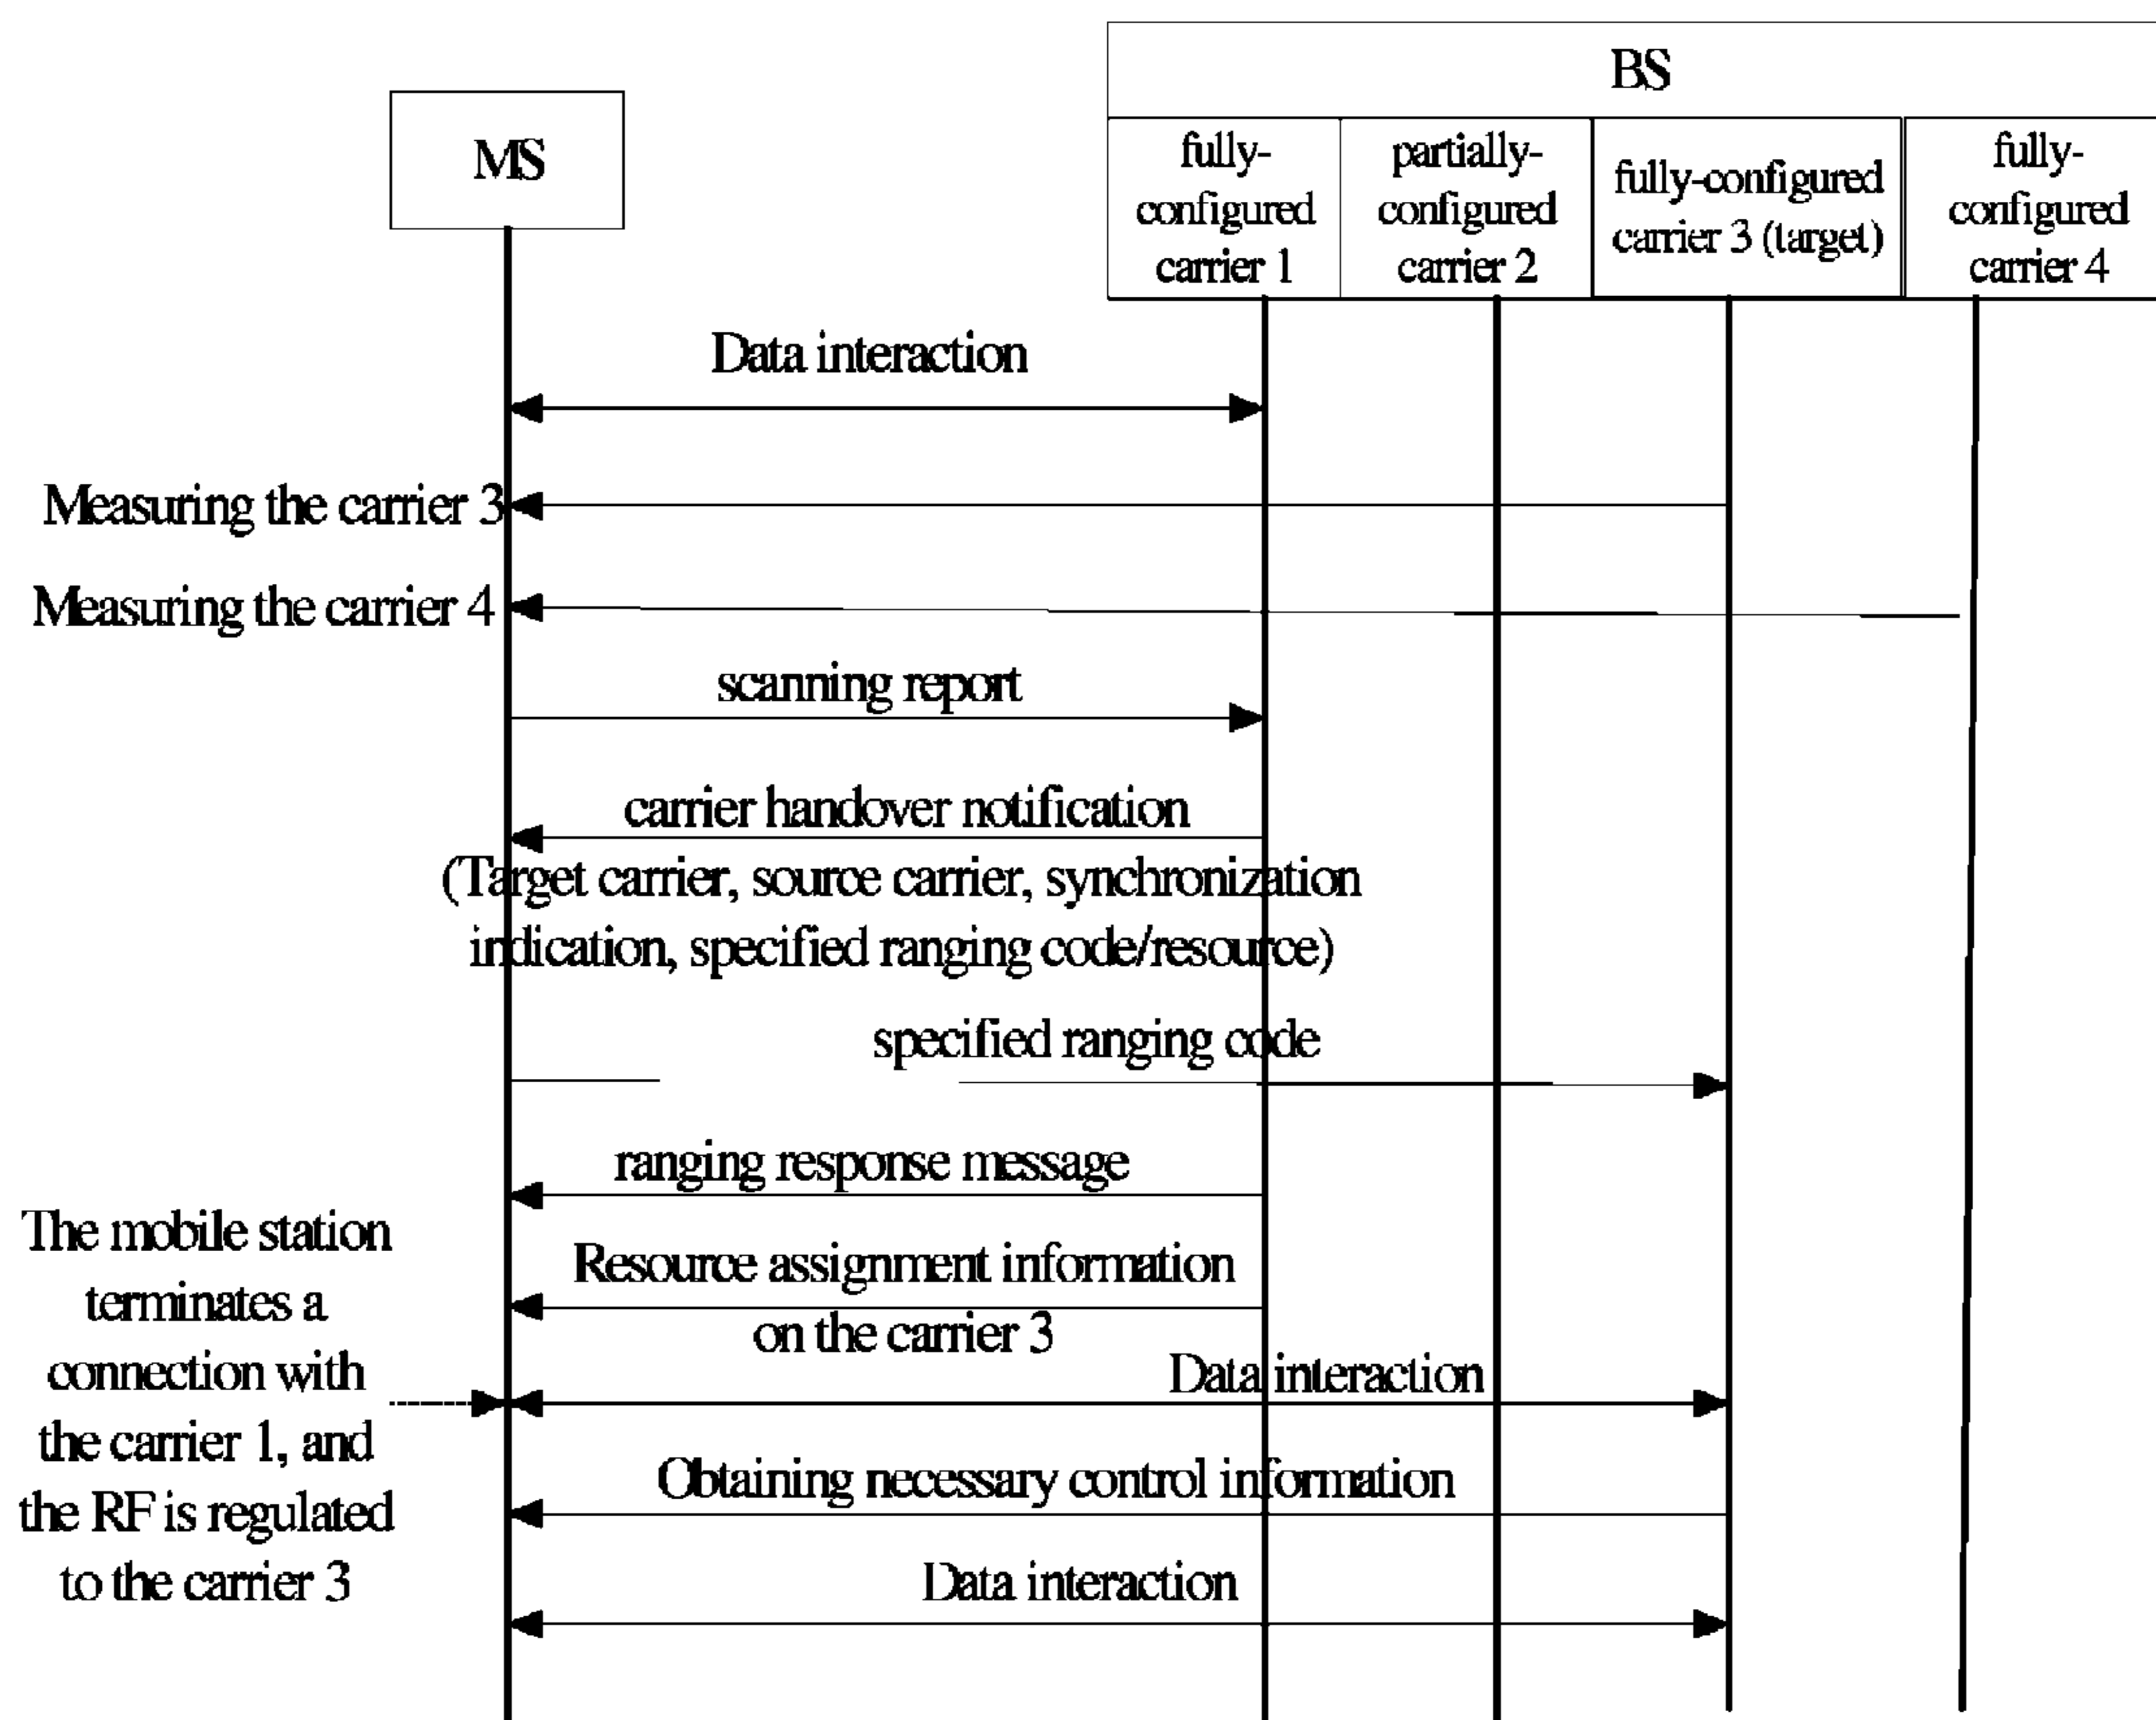 BS
MS
fully-
configured
carrier 1
partially-
configured
carrier 2
fully-configured
carrier 3 (target)
fully-
configured
carrier 4
Data interaction
Measuring the carrier 3
Measuring the carrier 4
scanning report
carrier handover notification
(Target carrier, source carrier, synchronization
indication, specified ranging code/resource)
specified ranging code
ranging response message
Resource assignment information
on the carrier 3
The mobile station
terminates a
connection with
the carrier 1, and
the RF is regulated
to the carrier 3
Data interaction
Obtaining necessary control information
Data interaction